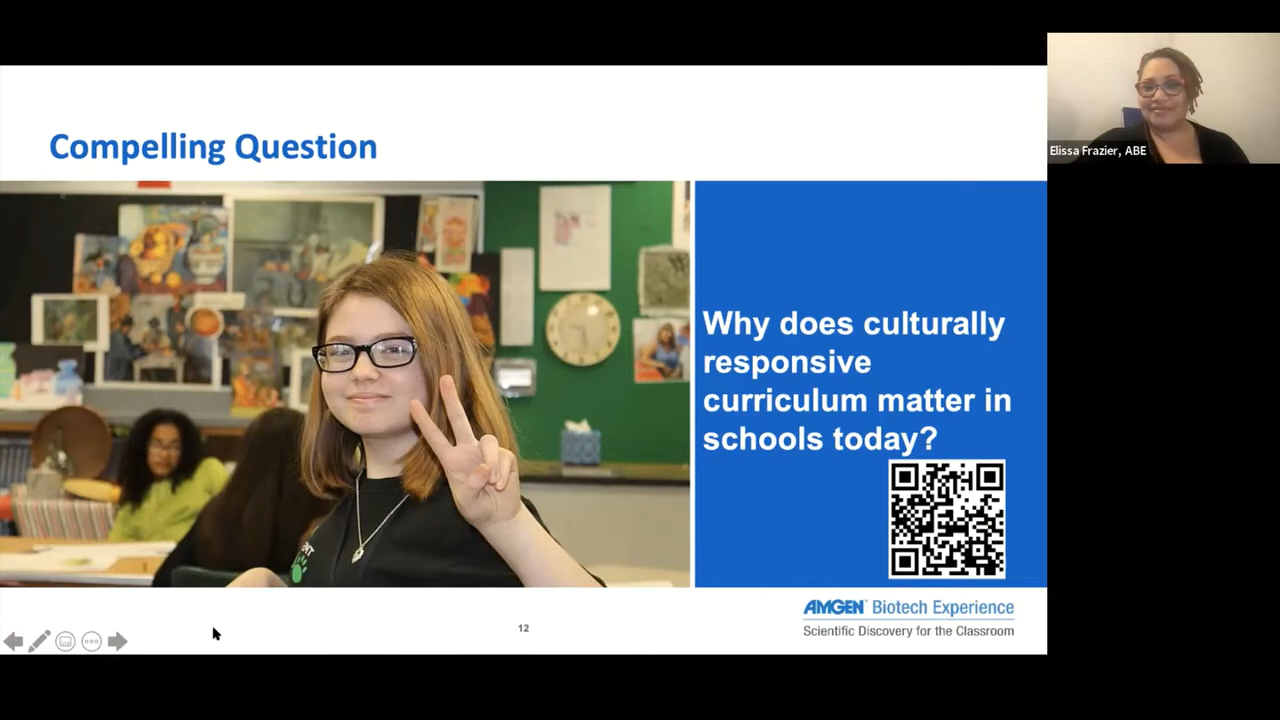 Compelling Question
Why does culturally
responsive
curriculum matter in
schools today?
12
AMGEN Biotech Experience
Scientific Discovery for the Classroom
Elissa Frazier, ABE